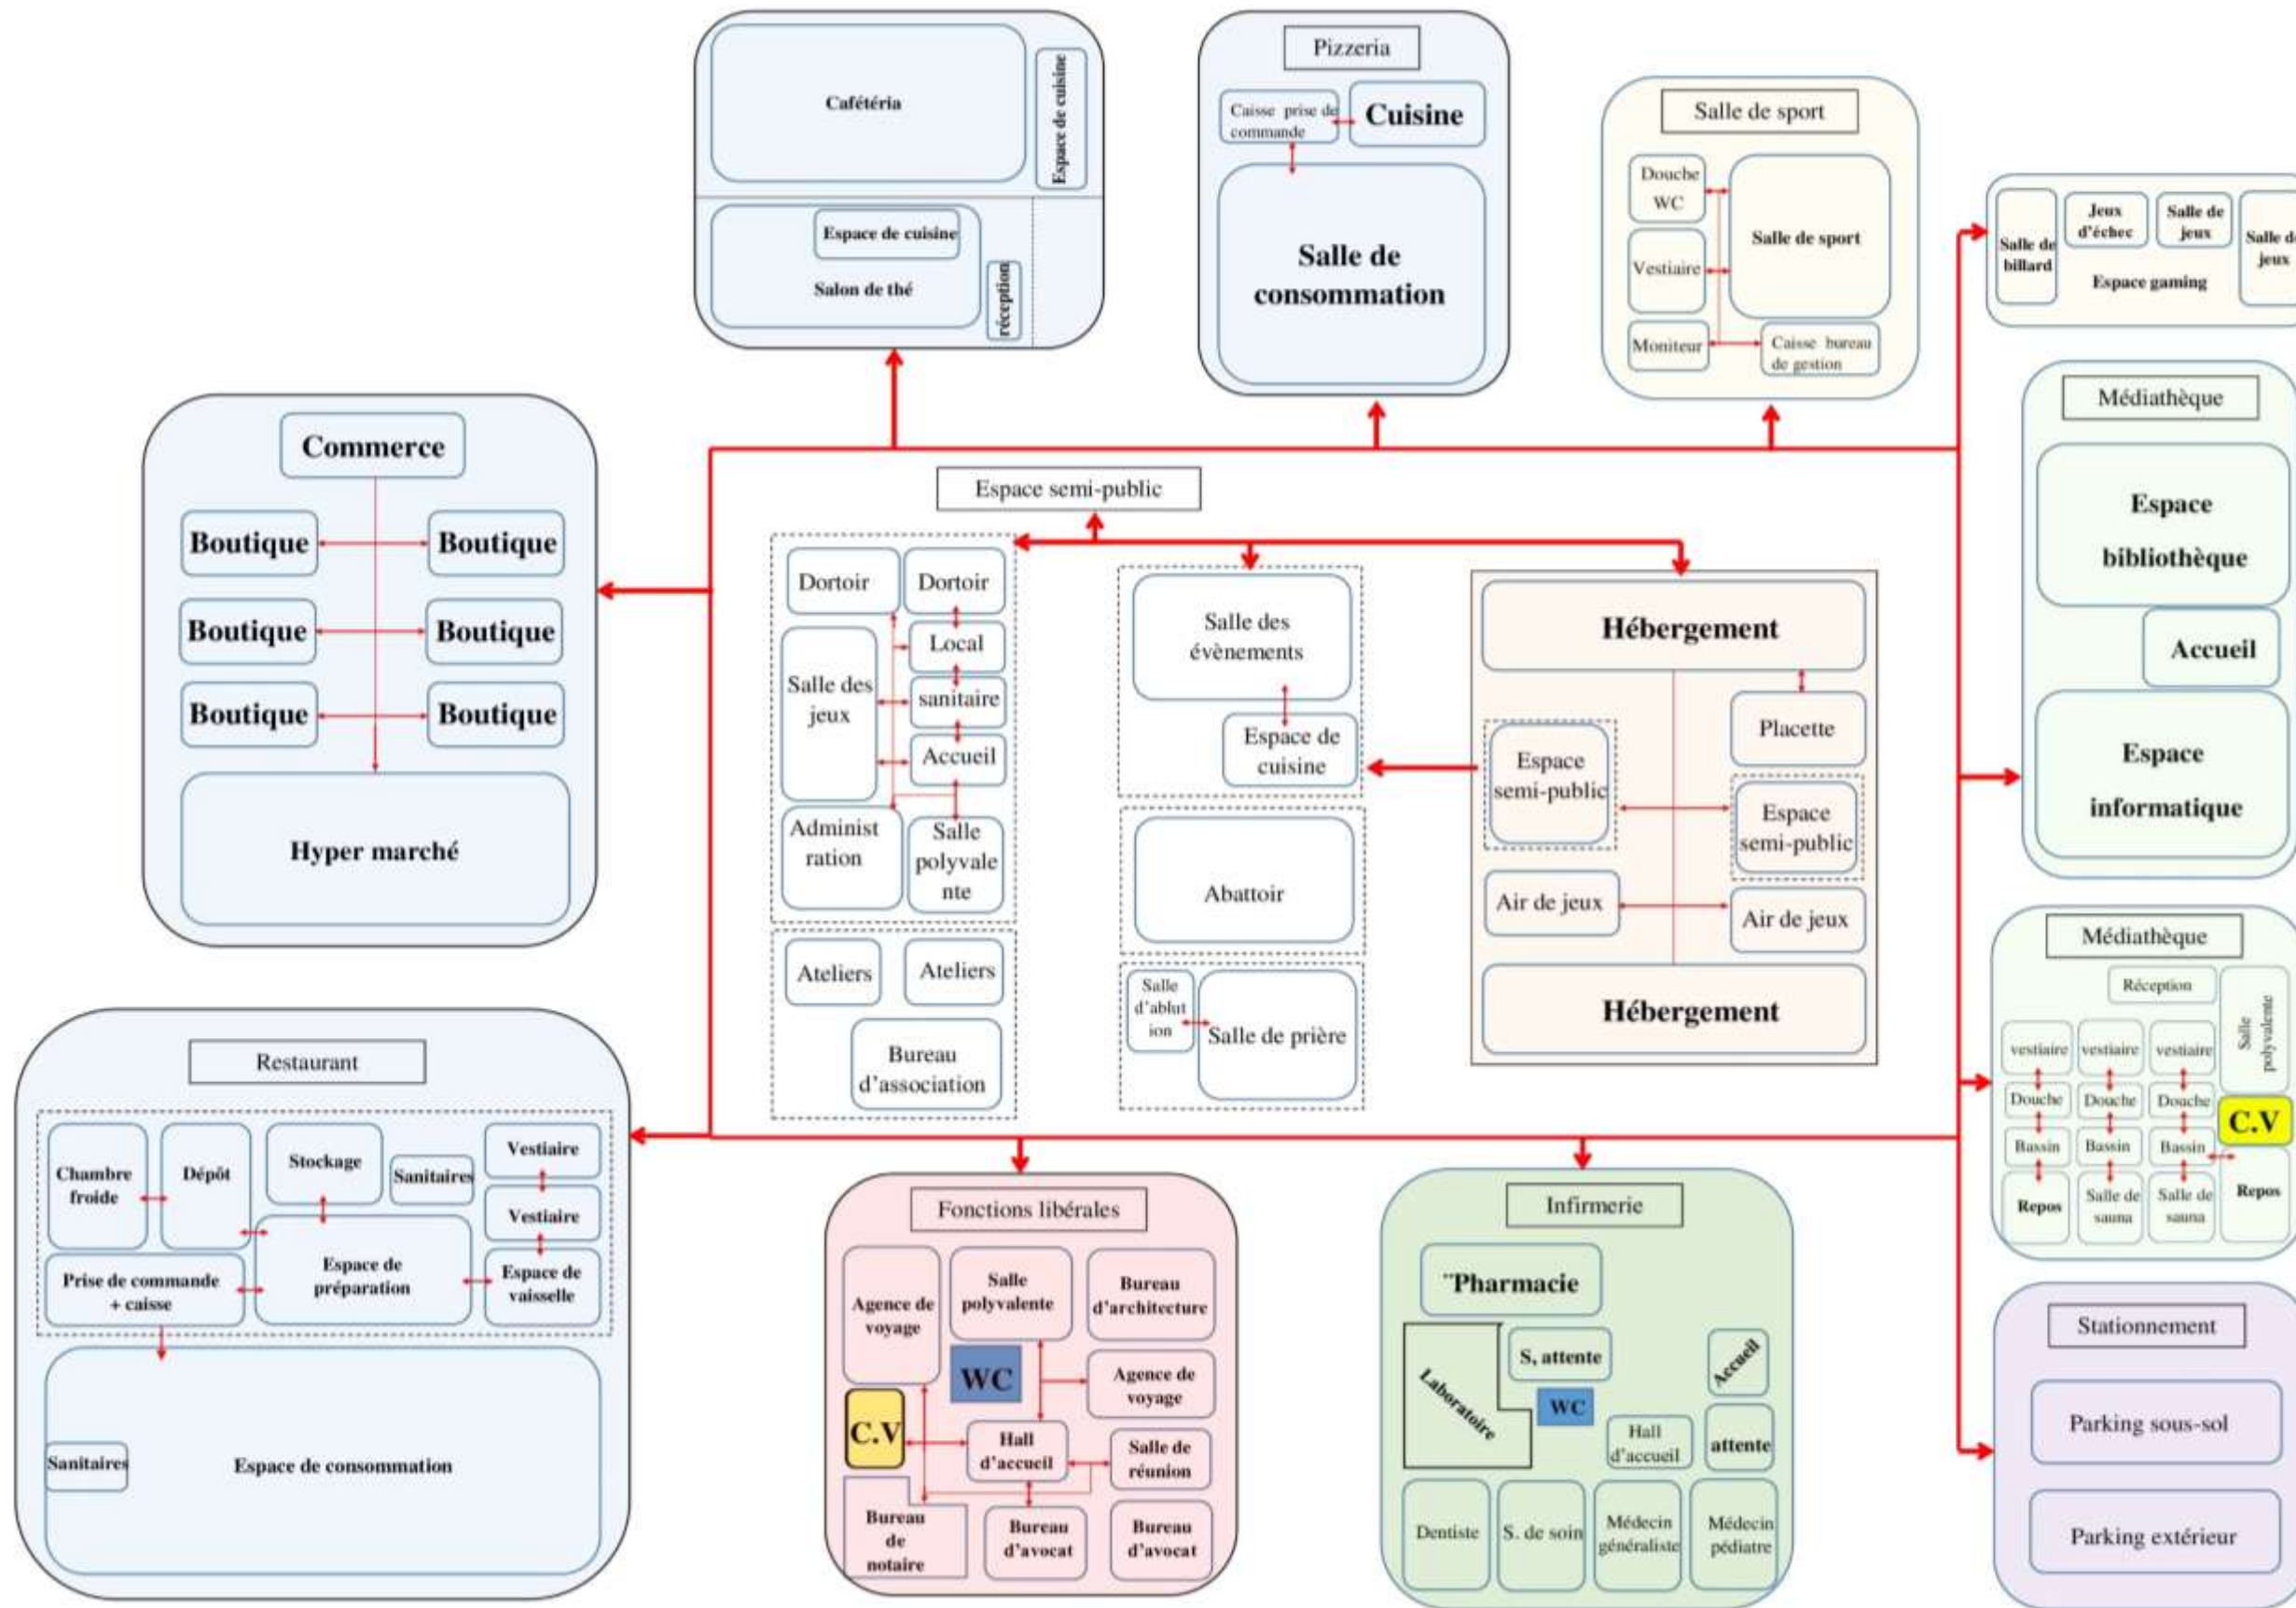 Cafétéria
Espace de cuisine
Espace de cuisine
Salon de thé
réception
Pizzeria
Caisse prise de
commande
Cuisine
Salle de
consommation
Salle de sport
Douche
WC
Vestiaire
Moniteur
Salle de sport
Caisse bureau
de gestion
Salle de
billard
Jeux
d'échec
Salle de
jeux
Salle de
jeux
Espace gaming
Commerce
Boutique
Boutique
Boutique
Boutique
Boutique
Boutique
Hyper marché
Espace semi-public
Dortoir
Dortoir
Local
Salle des
jeux
sanitaire
Accueil
Administ
ration
Salle
polyvale
nte
Ateliers
Ateliers
Bureau
d'association
Salle des
évènements
Espace de
cuisine
Abattoir
Salle
d'ablut
ion
Salle de prière
Hébergement
Placette
Espace
semi-public
Espace
semi-public
Air de jeux
Air de jeux
Hébergement
Médiathèque
Espace
bibliothèque
Accueil
Espace
informatique
Médiathèque
Réception
Salle
polyvalente
vestiaire
vestiaire
vestiaire
Douche
Douche
Douche
C.V
Bassin
Bassin
Bassin
Repos
Salle de
sauna
Salle de
sauna
Repos
Restaurant
Chambre
froide
Dépôt
Stockage
Sanitaires
Vestiaire
Vestiaire
Prise de commande
+ caisse
Espace de
préparation
Espace de
vaisselle
Sanitaires
Espace de consommation
Fonctions libérales
Agence de
voyage
Salle
polyvalente
Bureau
d'architecture
WC
Agence de
voyage
C.V
Hall
d'accueil
Salle de
réunion
Bureau
de
notaire
Bureau
d'avocat
Bureau
d'avocat
Infirmerie
¨Pharmacie
Laboratoire
S, attente
Accueil
WC
Hall
d'accueil
attente
Dentiste
S. de soin
Médecin
généraliste
Médecin
pédiatre
Stationnement
Parking sous-sol
Parking extérieur